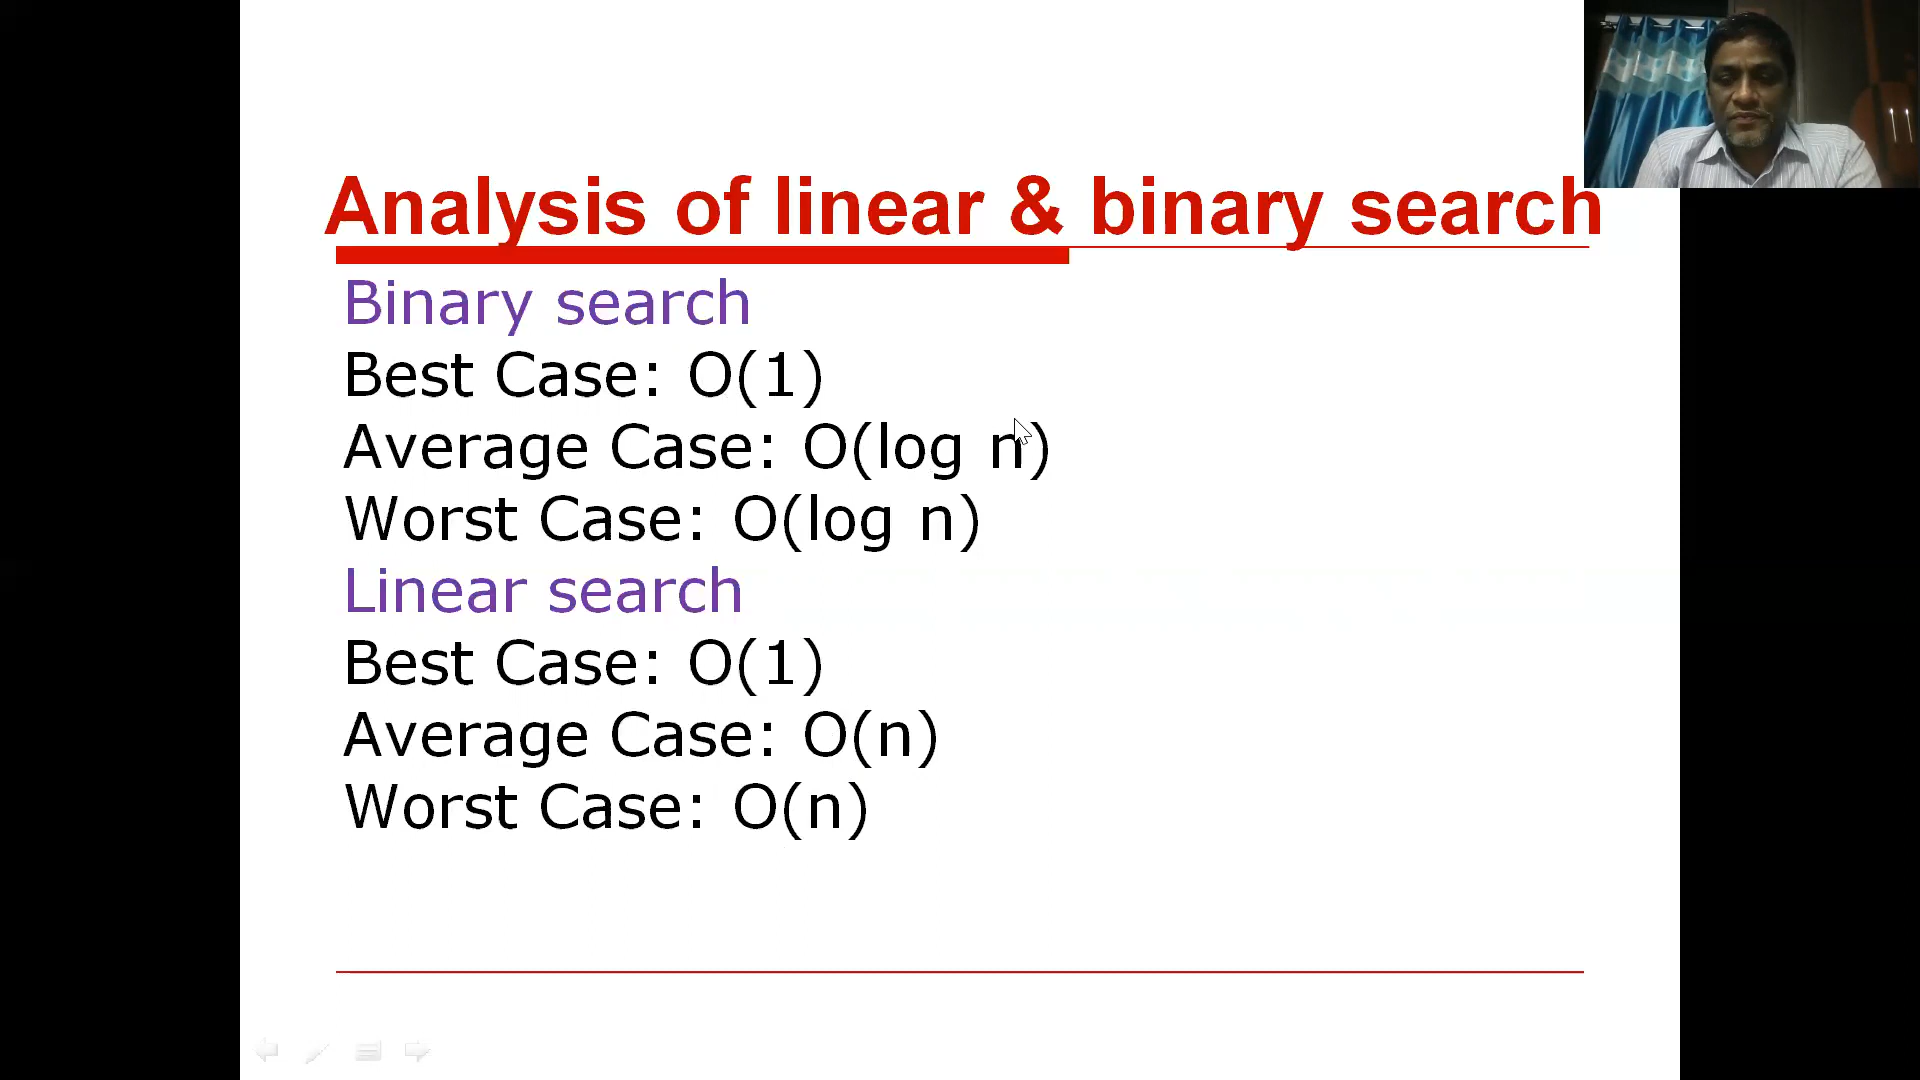 Analysis of linear & binary search
Binary search
Best Case: O(1)
Average Case: O(log n)
Worst Case: O(log n)
Linear search
Best Case: O(1)
Average Case: O(n)
Worst Case: O(n)